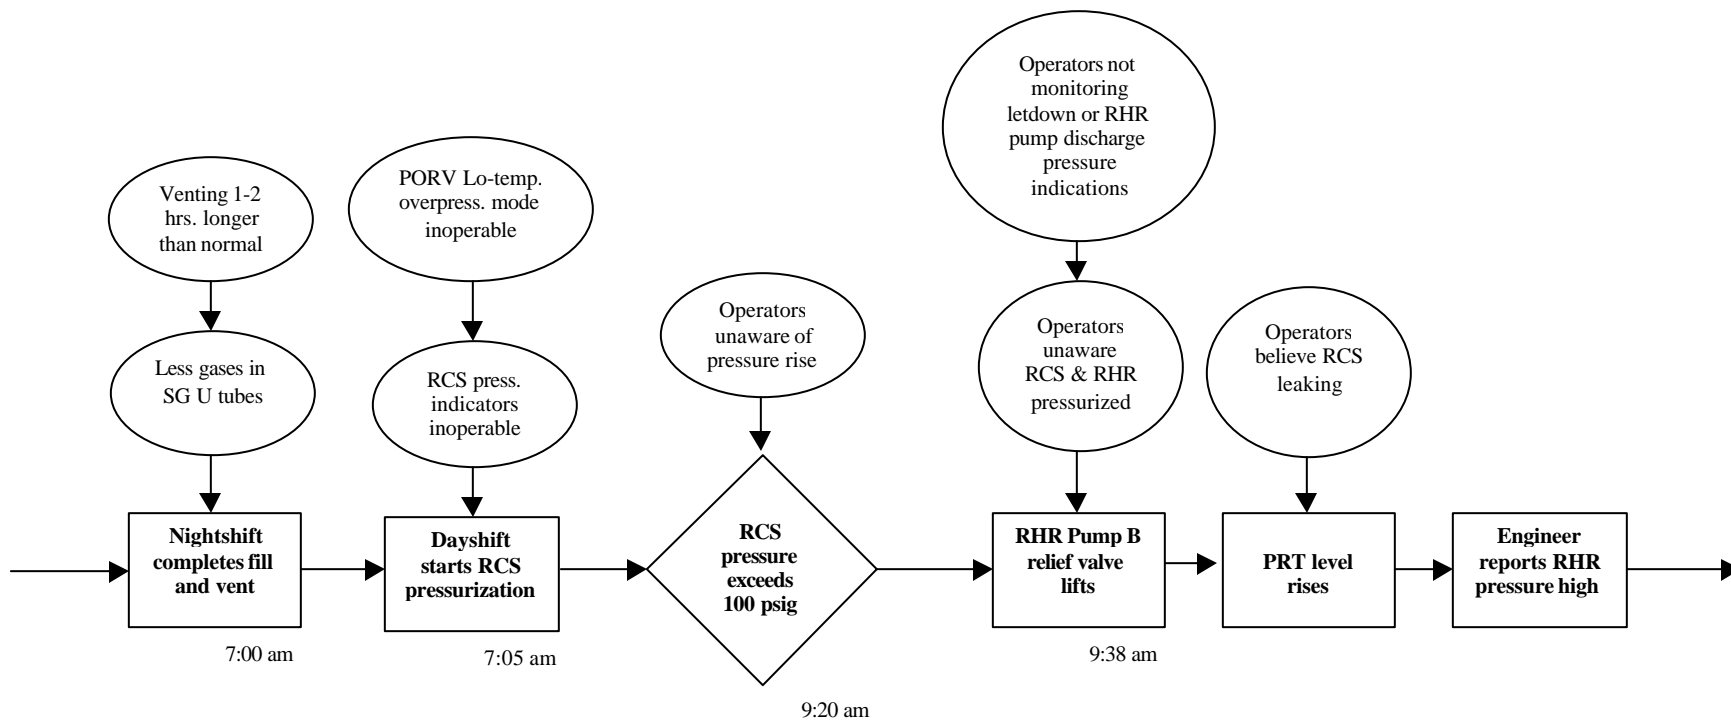 Operators not
monitoring
letdown or RHR
pump discharge
pressure
indications
Venting 1-2
hrs. longer
than normal
PORV Lo-temp.
overpress. mode
inoperable
Operators
unaware of
pressure rise
Less gases in
SG U tubes
RCS press.
indicators
inoperable
Operators
unaware
RCS & RHR
pressurized
Operators
believe RCS
leaking
Nightshift
completes fill
and vent
Dayshift
starts RCS
pressurization
RCS
pressure
exceeds
100 psig
RHR Pump B
relief valve
lifts
PRT level
rises
Engineer
reports RHR
pressure high
7:00 am
7:05 am
9:20 am
9:38 am